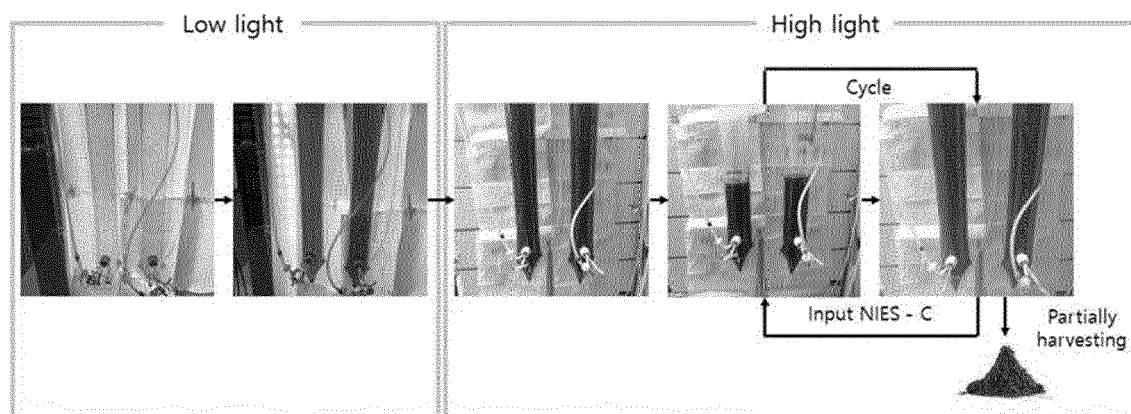 Low light
High light
Cycle
Input NIES - C
Partially
harvesting